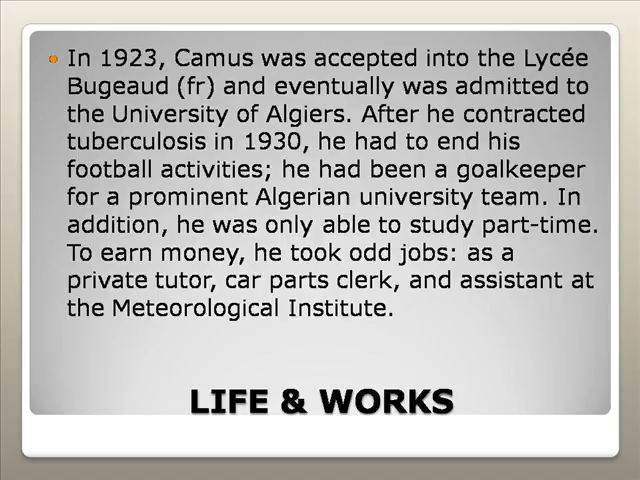 In 1923, Camus was accepted into the Lycée
Bugeaud (fr) and eventually was admitted to
the University of Algiers. After he contracted
tuberculosis in 1930, he had to end his
football activities; he had been a goalkeeper
for a prominent Algerian university team. In
addition, he was only able to study part-time.
To earn money, he took odd jobs: as a
private tutor, car parts clerk, and assistant at
the Meteorological Institute.
LIFE & WORKS